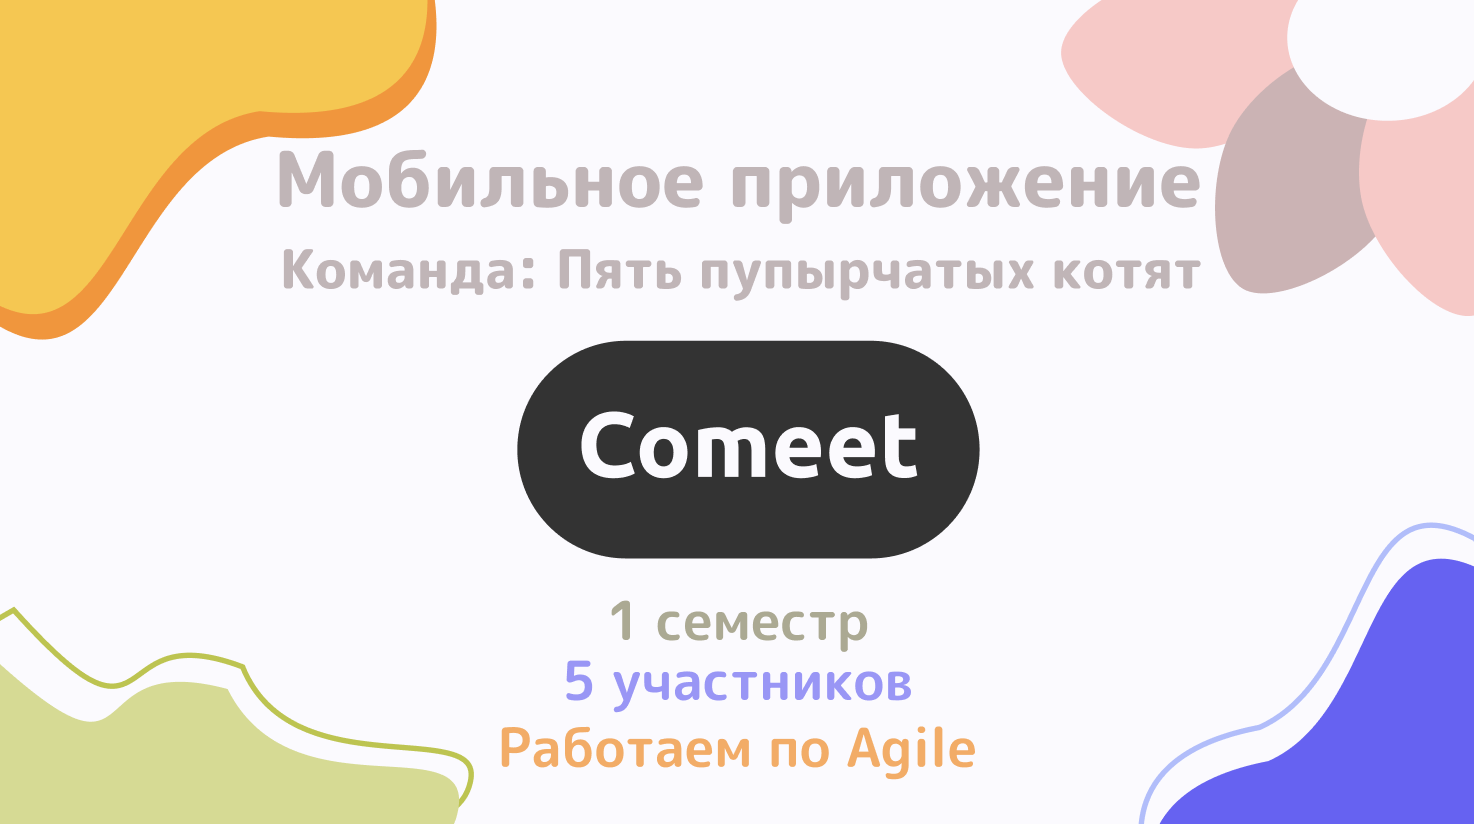 Мобильное приложение
Команда: Пять пупырчатых котят
Comeet
1 семестр
5 участников
Работаем по Agile